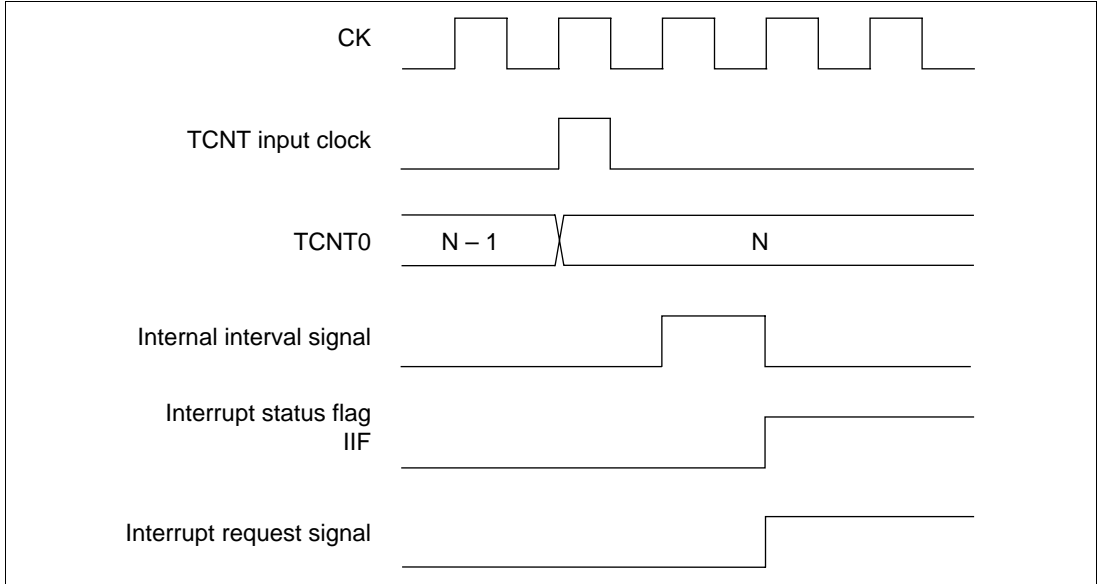 CK
TCNT input clock
TCNT0
N – 1
N
Internal interval signal
Interrupt status flag
IIF
Interrupt request signal